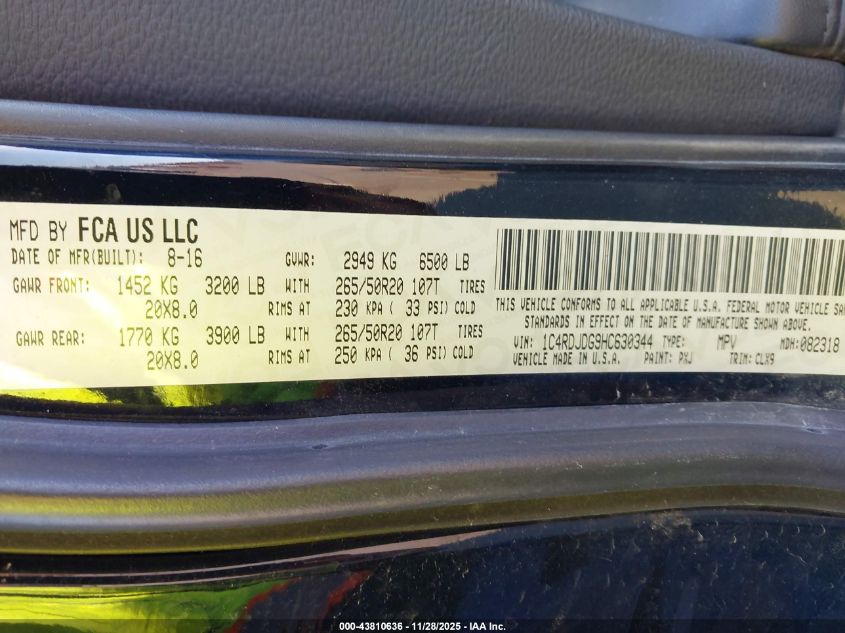 MFD BY FCA US LLC
DATE OF MFR(BUILT): 8-16 GVWR: 2949 KG 6500 LB
GAWR FRONT: 1452 KG 3200 LB WITH 265/50R20 107T TIRES
20X8.0 RIMS AT 230 KPA ( 33 PSI) COLD
GAWR REAR: 1770 KG 3900 LB WITH 265/50R20 107T TIRES
20X8.0 RIMS AT 250 KPA ( 36 PSI) COLD
THIS VEHICLE CONFORMS TO ALL APPLICABLE U.S.A. FEDERAL MOTOR VEHICLE SA
STANDARDS IN EFFECT ON THE DATE OF MANUFACTURE SHOWN ABOVE.
VIN: 1C4RDJDG9HC630344 TYPE: MPV MDH: 082318
VEHICLE MADE IN U.S.A. PAINT: PXJ TRIM: CLX9
000-43810636 - 11/28/2025 - IAA Inc.